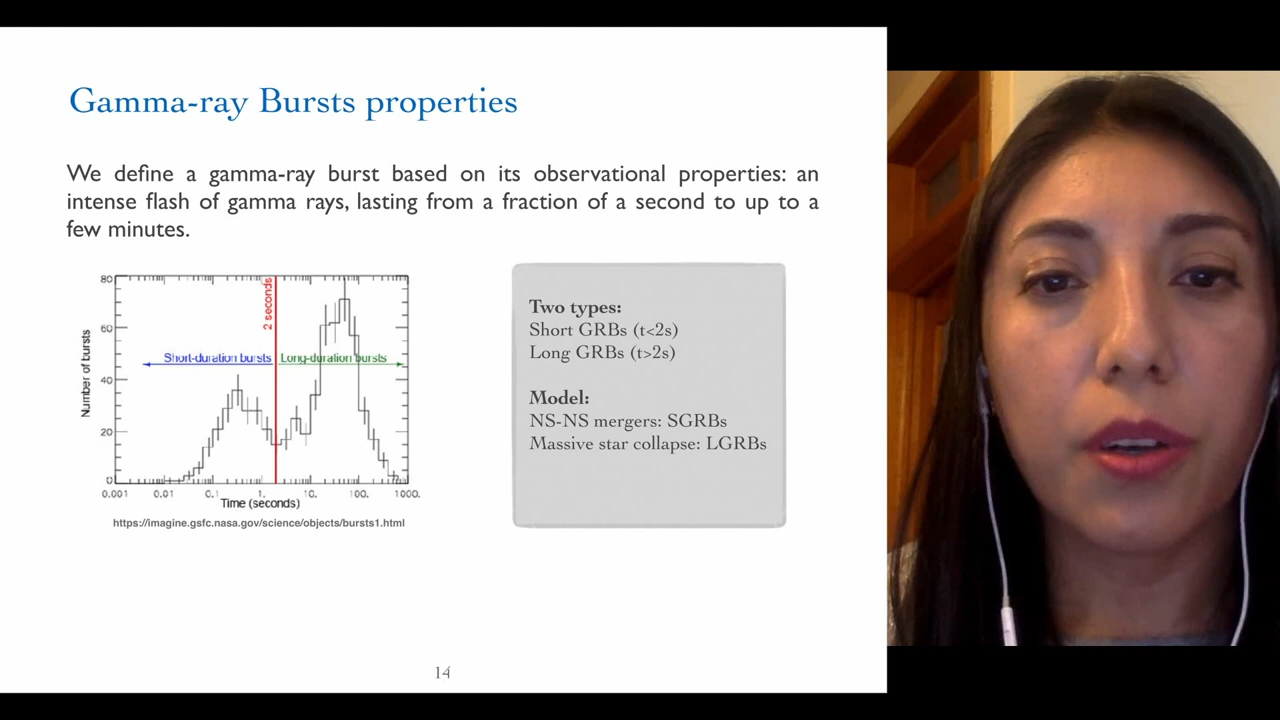 Gamma-ray Bursts properties
We define a gamma-ray burst based on its observational properties: an
intense flash of gamma rays, lasting from a fraction of a second to up to a
few minutes.
80
60
40
20
0
Number of bursts
2 seconds
Short-duration bursts
Long-duration bursts
0.001 0.01 0.1 1. 10. 100. 1000.
Time (seconds)
https://imagine.gsfc.nasa.gov/science/objects/bursts1.html
Two types:
Short GRBs (t<2s)
Long GRBs (t>2s)
Model:
NS-NS mergers: SGRBs
Massive star collapse: LGRBs
14